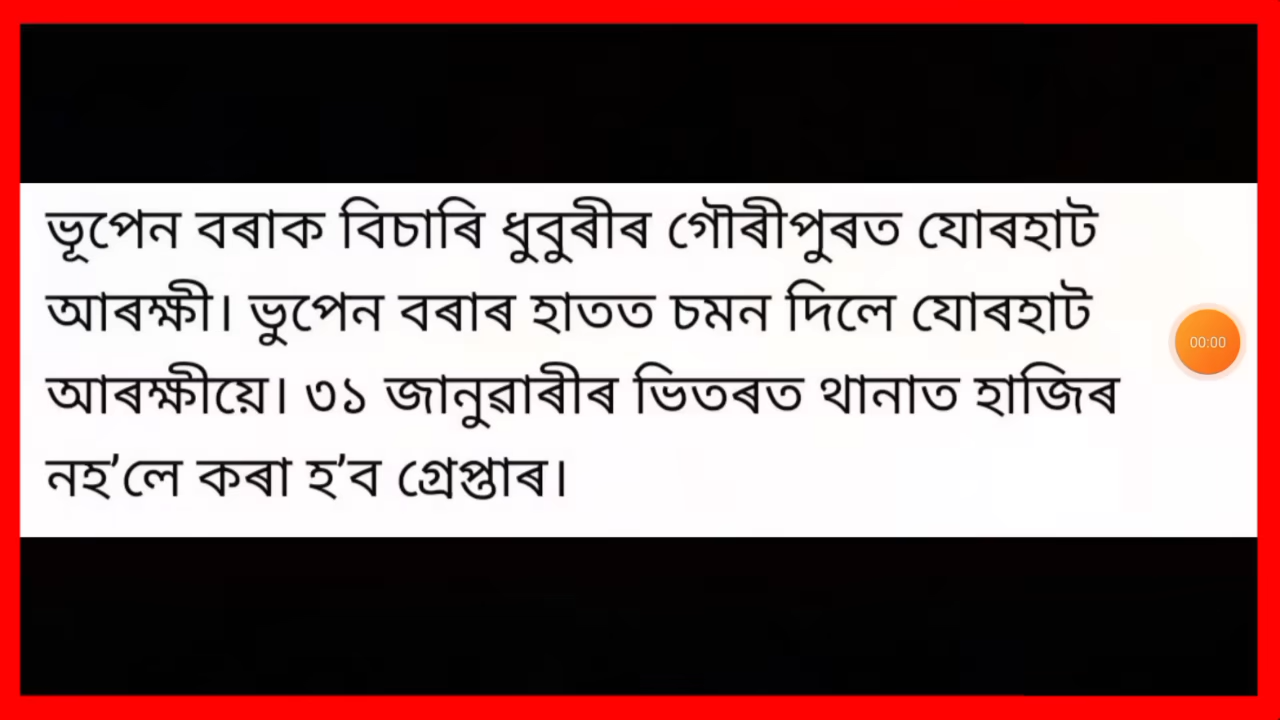 ভূপেন বৰাক বিচাৰি ধুবুৰীৰ গৌৰীপুৰত যোৰহাট
আৰক্ষী। ভুপেন বৰাৰ হাতত চমন দিলে যোৰহাট
আৰক্ষীয়ে। ৩১ জানুৱাৰীৰ ভিতৰত থানাত হাজিৰ
নহ’লে কৰা হ’ব গ্ৰেপ্তাৰ।
00:00